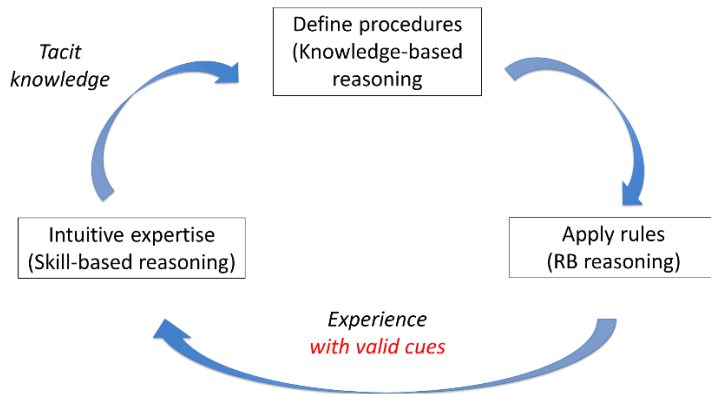 Define procedures
(Knowledge-based
reasoning
Tacit
knowledge
Intuitive expertise
(Skill-based reasoning)
Apply rules
(RB reasoning)
Experience
with valid cues